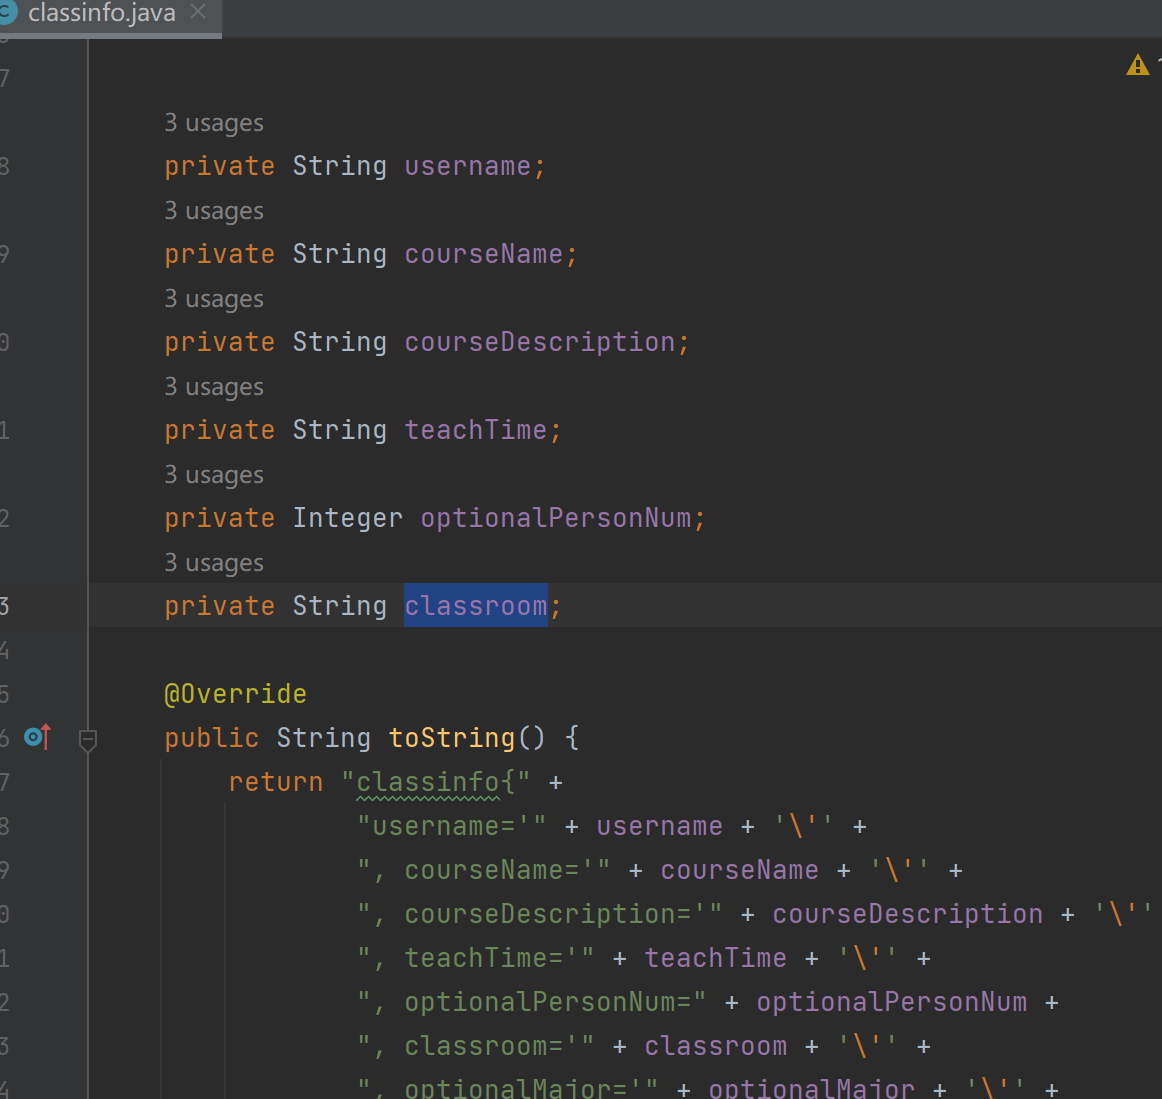 classinfo.java
7
3 usages
8 private String username;
3 usages
9 private String courseName;
3 usages
0 private String courseDescription;
3 usages
1 private String teachTime;
3 usages
2 private Integer optionalPersonNum;
3 usages
3 private String classroom;
4
5 @Override
6 public String toString() {
7 return "classinfo{" +
8 "username='" + username + '\'' +
9 ", courseName='" + courseName + '\'' +
0 ", courseDescription='" + courseDescription + '\''
1 ", teachTime='" + teachTime + '\'' +
2 ", optionalPersonNum=" + optionalPersonNum +
3 ", classroom='" + classroom + '\'' +
4 ", optionalMajor='" + optionalMajor + '\'' +